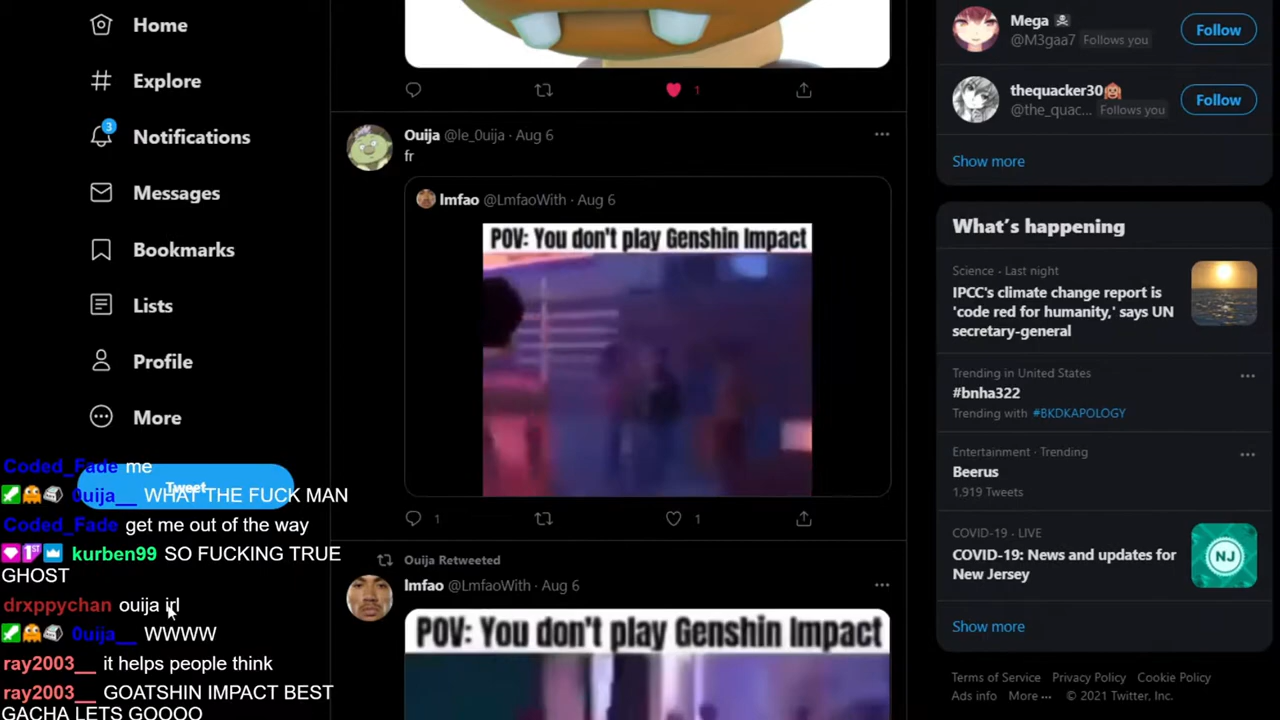 Home
Explore
3
Notifications
Messages
Bookmarks
Lists
Profile
More
Tweet
Coded_Fade me
0uija__ WHAT THE FUCK MAN
Coded_Fade get me out of the way
1ST kurben99 SO FUCKING TRUE
GHOST
drxppychan ouija irl
0uija__ WWWW
ray2003__ it helps people think
ray2003__ GOATSHIN IMPACT BEST
GACHA LETS GOOOO
1
Ouija @le_0uija · Aug 6
fr
lmfao @LmfaoWith · Aug 6
POV: You don't play Genshin Impact
1
1
Ouija Retweeted
lmfao @LmfaoWith · Aug 6
POV: You don't play Genshin Impact
Mega
@M3gaa7 Follows you
Follow
thequacker30
@the_quac... Follows you
Follow
Show more
What's happening
Science · Last night
IPCC's climate change report is
'code red for humanity,' says UN
secretary-general
Trending in United States
#bnha322
Trending with #BKDKAPOLOGY
Entertainment · Trending
Beerus
1,919 Tweets
COVID-19 · LIVE
COVID-19: News and updates for
New Jersey
NJ
Show more
Terms of Service Privacy Policy Cookie Policy
Ads info More ··· © 2021 Twitter, Inc.